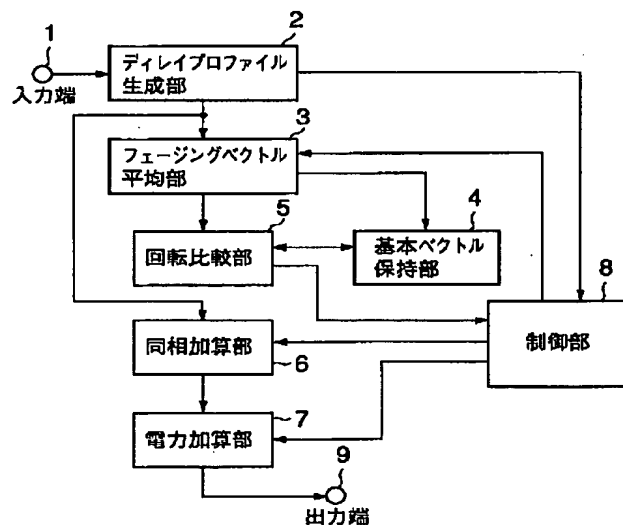 1
入力端
2
ディレイプロファイル
生成部
3
フェージングベクトル
平均部
4
基本ベクトル
保持部
5
回転比較部
8
制御部
同相加算部
6
7
電力加算部
9
出力端